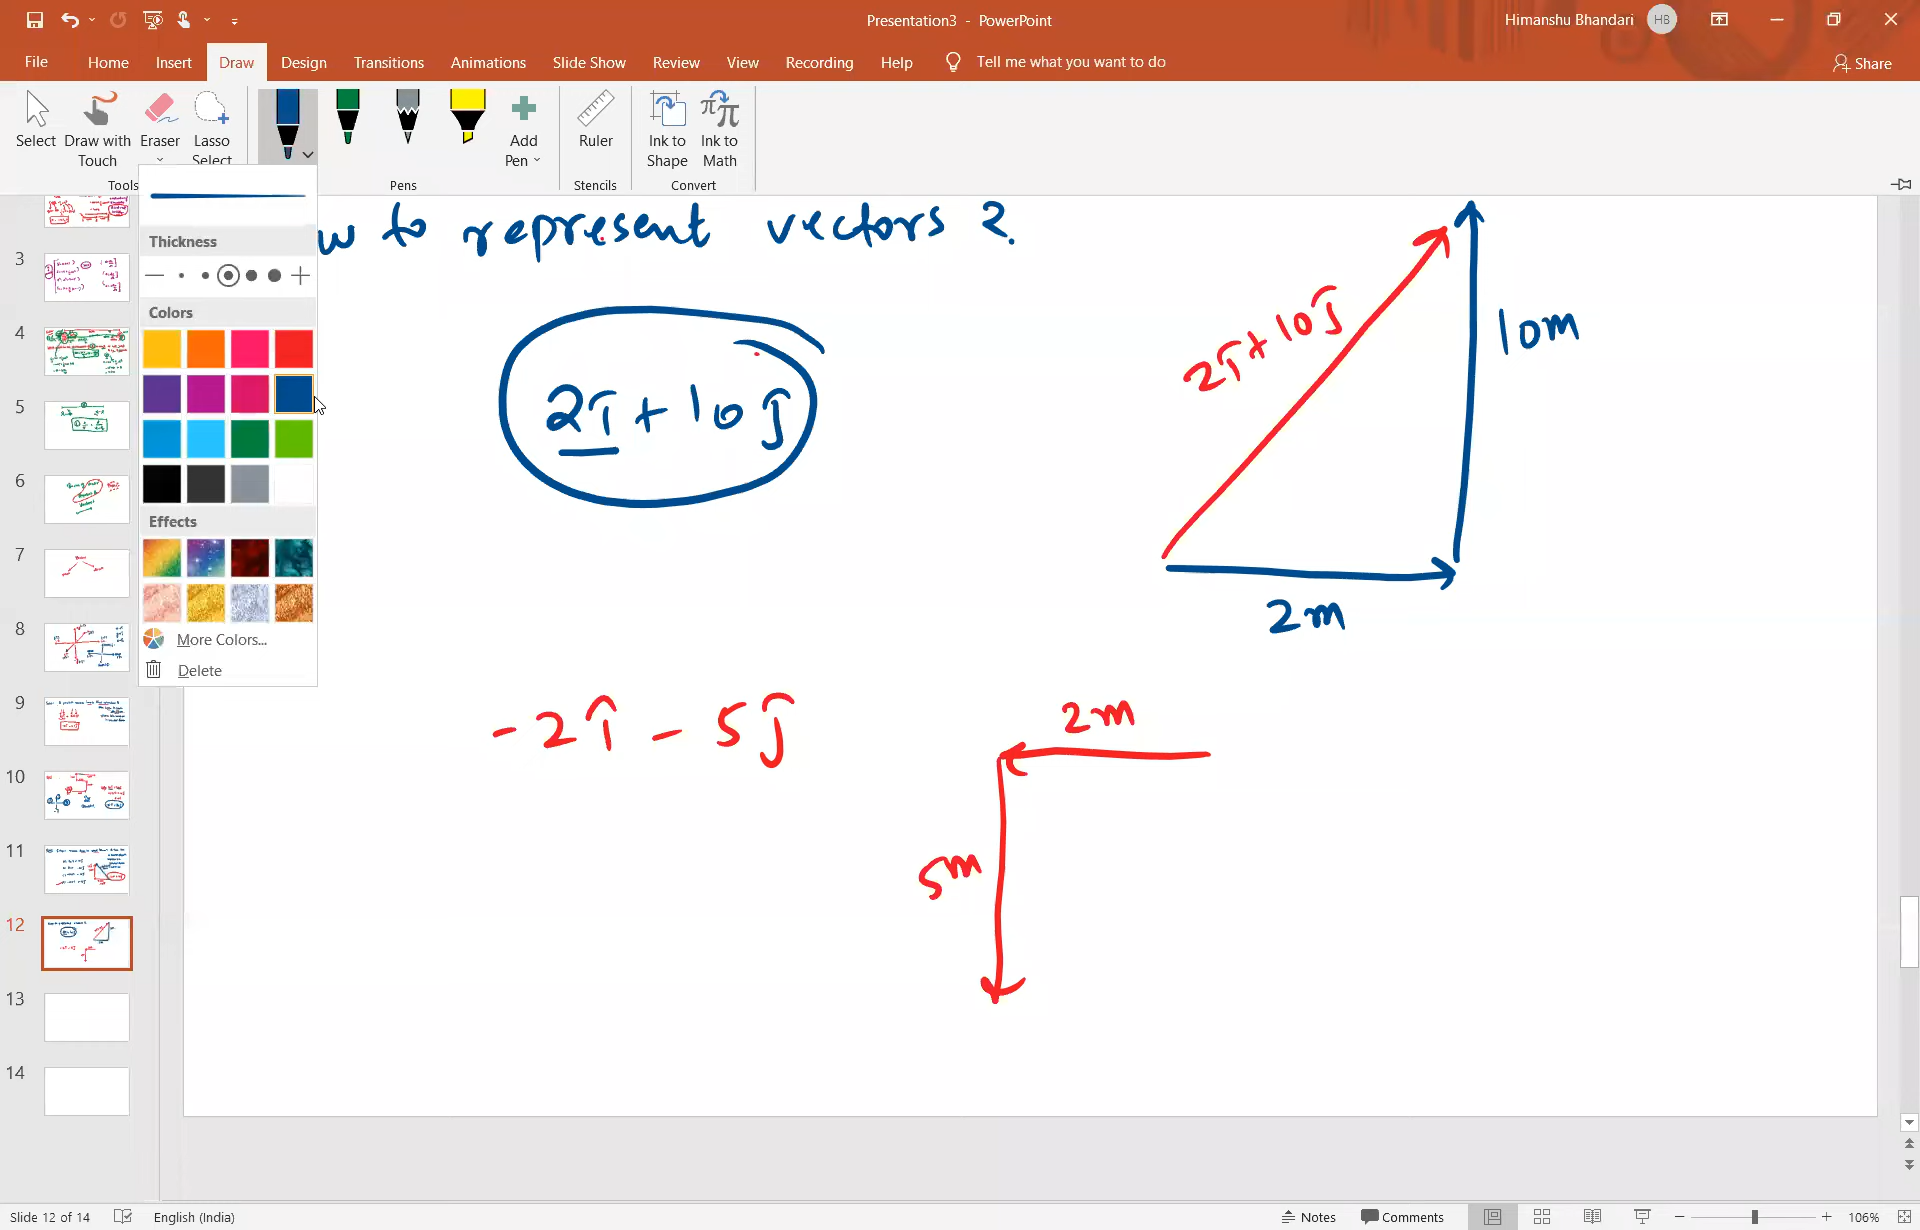 Presentation3 - PowerPoint
Himanshu Bhandari HB
File Home Insert Draw Design Transitions Animations Slide Show Review View Recording Help Tell me what you want to do Share
Select Draw with Touch Eraser Lasso Select Add Pen Ruler Ink to Shape Ink to Math
Tools Pens Stencils Convert
Thickness
Colors
Effects
More Colors...
Delete
3
4
5
6
7
8
9
10
11
12
13
14
w to represent vectors ?
2î + 10ĵ
2î + 10ĵ
10m
2m
-2î - 5ĵ
2m
5m
Slide 12 of 14 English (India) Notes Comments 106%